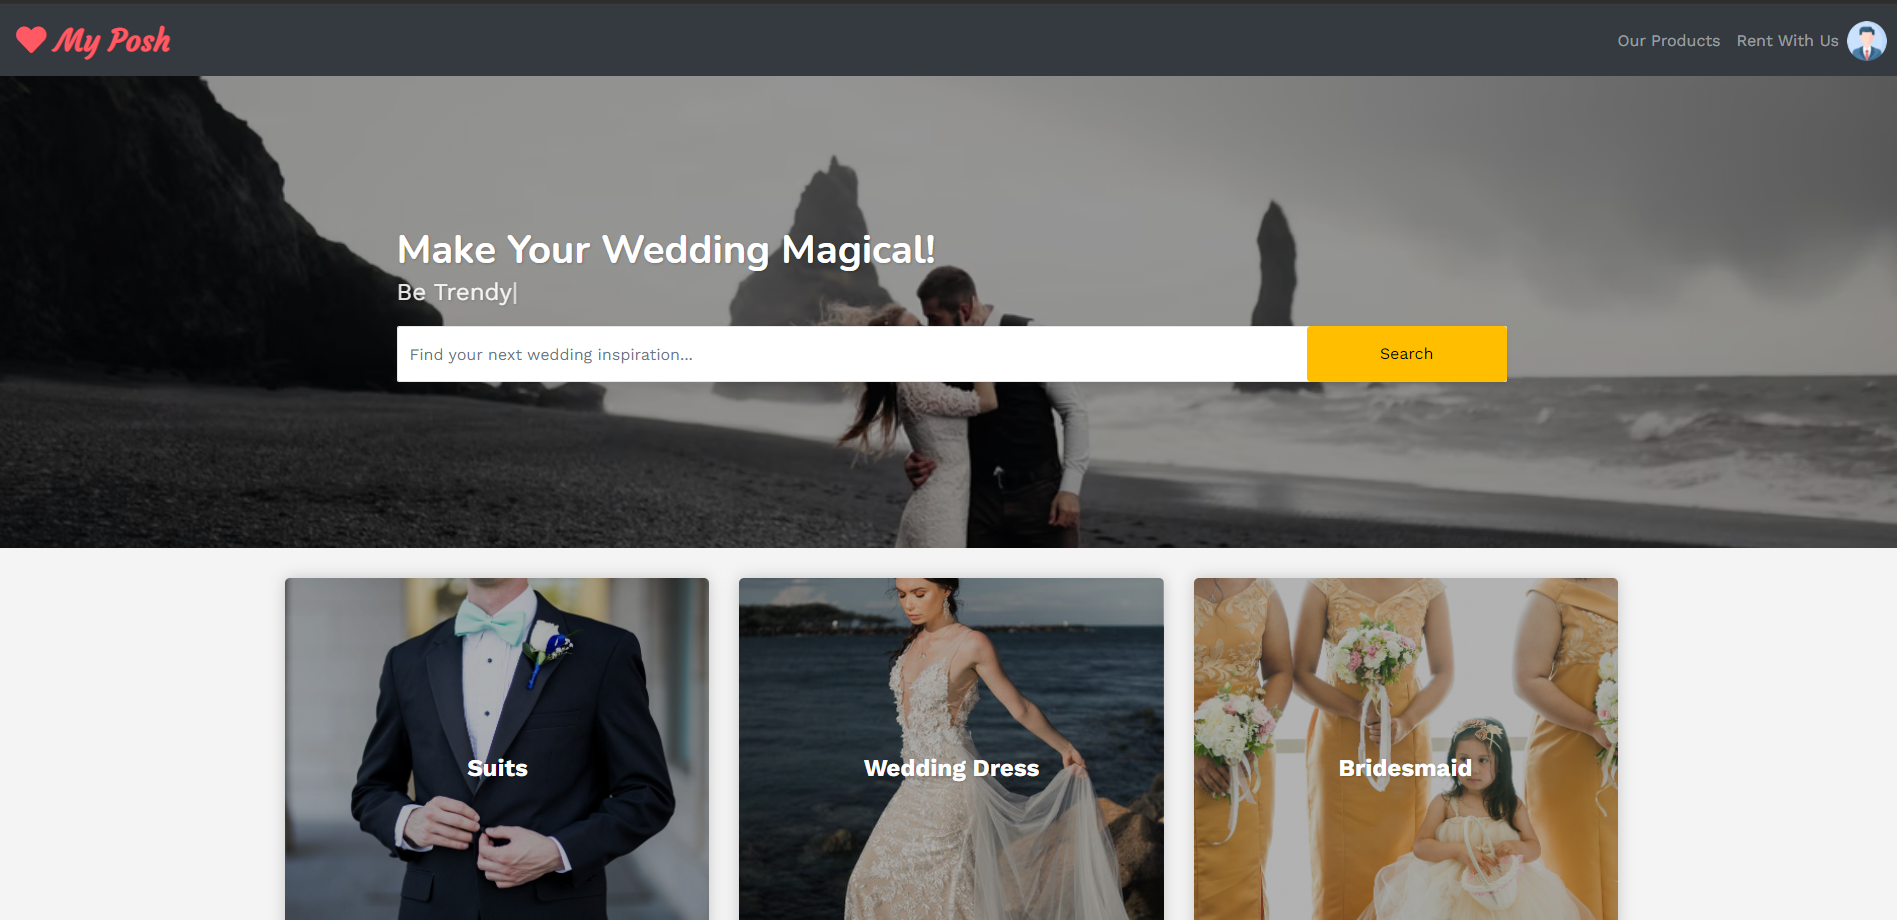 My Posh
Our Products
Rent With Us
Make Your Wedding Magical!
Be Trendy|
Find your next wedding inspiration...
Search
Suits
Wedding Dress
Bridesmaid